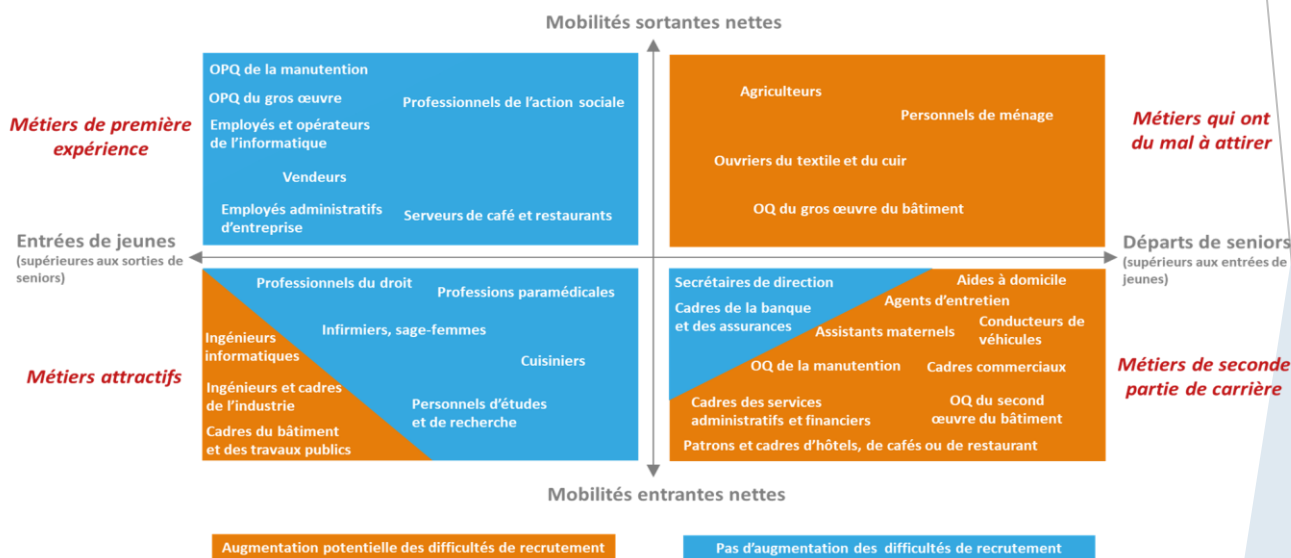 Mobilités sortantes nettes
Métiers de première
expérience
OPQ de la manutention
OPQ du gros œuvre
Professionnels de l'action sociale
Employés et opérateurs
de l'informatique
Vendeurs
Employés administratifs
d'entreprise
Serveurs de café et restaurants
Agriculteurs
Personnels de ménage
Ouvriers du textile et du cuir
OQ du gros œuvre du bâtiment
Métiers qui ont
du mal à attirer
Entrées de jeunes
(supérieures aux sorties de
seniors)
Départs de seniors
(supérieurs aux entrées de
jeunes)
Métiers attractifs
Professionnels du droit
Professions paramédicales
Infirmiers, sage-femmes
Ingénieurs
informatiques
Cuisiniers
Ingénieurs et cadres
de l'industrie
Personnels d'études
et de recherche
Cadres du bâtiment
et des travaux publics
Secrétaires de direction
Aides à domicile
Agents d'entretien
Cadres de la banque
et des assurances
Assistants maternels
Conducteurs de
véhicules
OQ de la manutention
Cadres commerciaux
Cadres des services
administratifs et financiers
OQ du second
œuvre du bâtiment
Patrons et cadres d'hôtels, de cafés ou de restaurant
Métiers de seconde
partie de carrière
Mobilités entrantes nettes
Augmentation potentielle des difficultés de recrutement
Pas d'augmentation des difficultés de recrutement